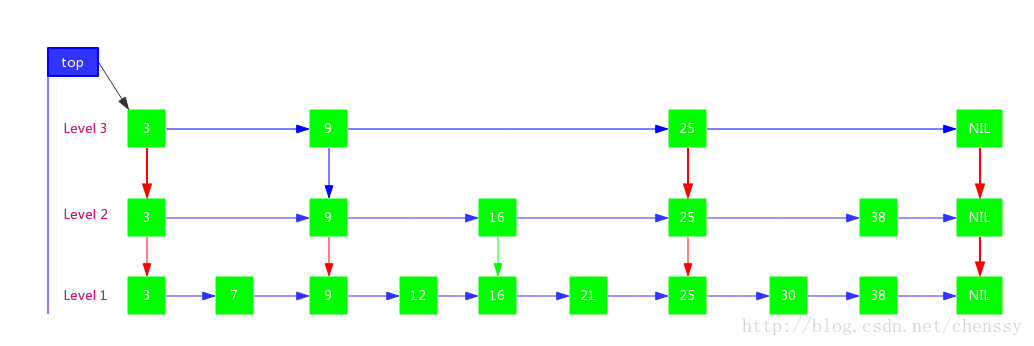 top
Level 3 3 9 25 NIL
Level 2 3 9 16 25 38 NIL
Level 1 3 7 9 12 16 21 25 30 38 NIL
http://blog.csdn.net/chenssy